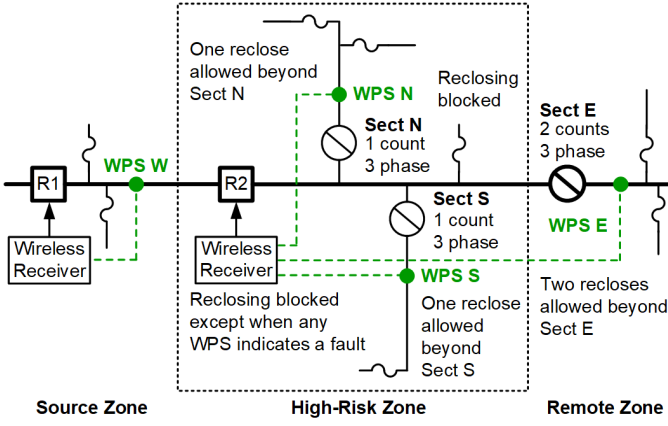 One reclose
allowed beyond
Sect N
WPS N
Reclosing
blocked
Sect N
1 count
3 phase
Sect E
2 counts
3 phase
WPS W
R1
R2
Sect S
1 count
3 phase
WPS E
Wireless
Receiver
Wireless
Receiver
WPS S
Reclosing blocked
except when any
WPS indicates a fault
One reclose
allowed
beyond
Sect S
Two recloses
allowed beyond
Sect E
Source Zone
High-Risk Zone
Remote Zone